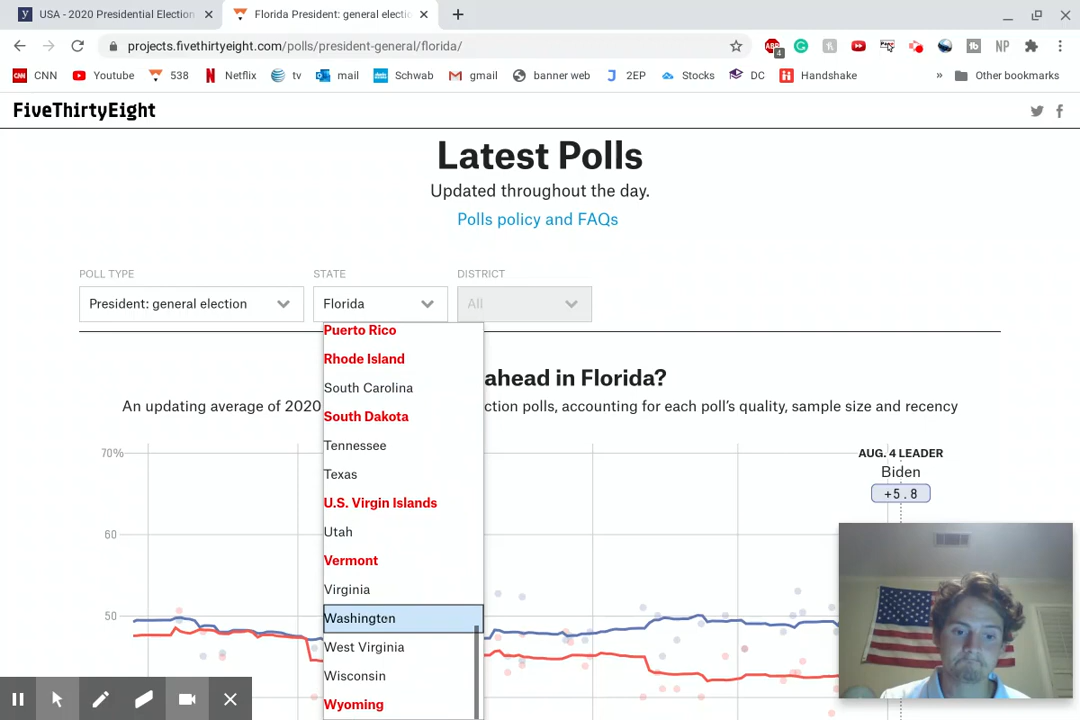 USA - 2020 Presidential Election
Florida President: general electio
projects.fivethirtyeight.com/polls/president-general/florida/
CNN Youtube 538 Netflix tv mail Schwab gmail banner web 2EP Stocks DC Handshake » Other bookmarks
FiveThirtyEight
Latest Polls
Updated throughout the day.
Polls policy and FAQs
POLL TYPE STATE DISTRICT
President: general election Florida All
Puerto Rico
Rhode Island
South Carolina
South Dakota
Tennessee
Texas
U.S. Virgin Islands
Utah
Vermont
Virginia
Washington
West Virginia
Wisconsin
Wyoming
ahead in Florida?
An updating average of 2020 ction polls, accounting for each poll's quality, sample size and recency
70%
60
50
AUG. 4 LEADER
Biden
+5.8